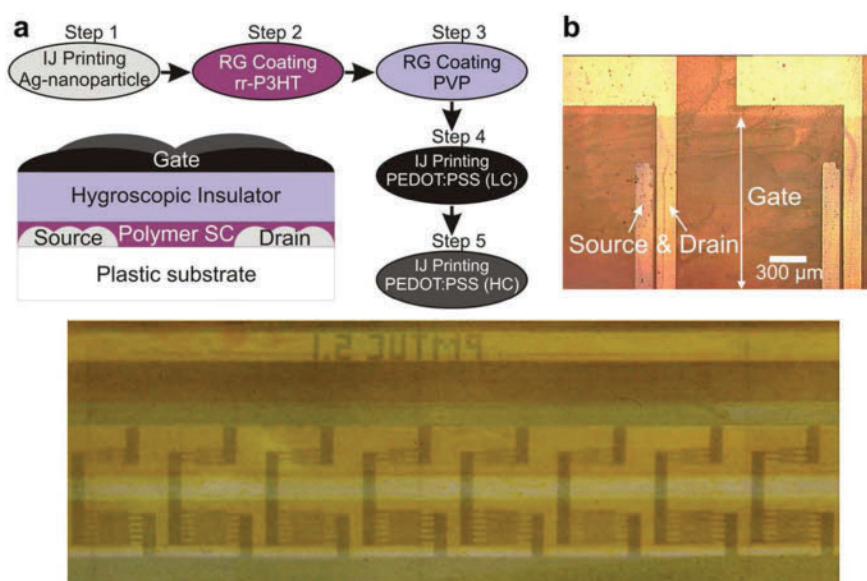 a
Step 1
IJ Printing
Ag-nanoparticle
Step 2
RG Coating
rr-P3HT
Step 3
RG Coating
PVP
Step 4
IJ Printing
PEDOT:PSS (LC)
Step 5
IJ Printing
PEDOT:PSS (HC)
Gate
Hygroscopic Insulator
Source Polymer SC Drain
Plastic substrate
b
Gate
Source & Drain
300 µm